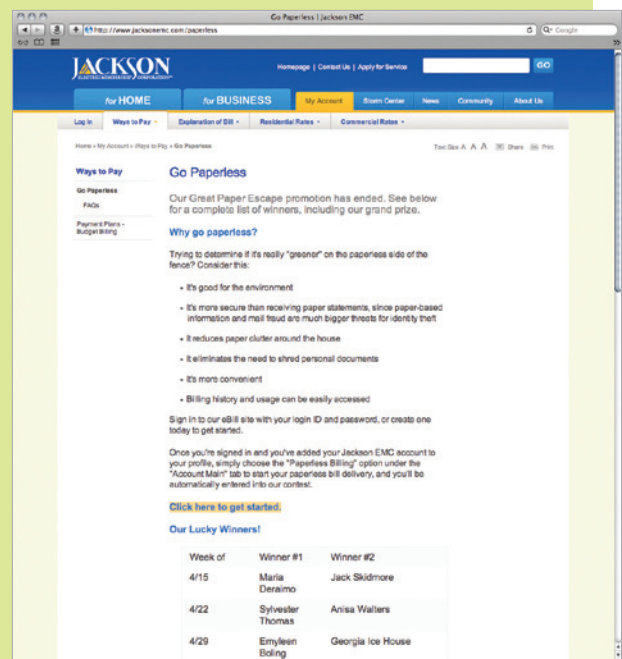 Go Paperless | Jackson EMC
http://www.jacksonemc.com/paperless
Google
JACKSON
ELECTRIC MEMBERSHIP CORPORATION
Homepage | Contact Us | Apply for Service
GO
for HOME
for BUSINESS
My Account
Storm Center
News
Community
About Us
Log In
Ways to Pay
Explanation of Bill
Residential Rates
Commercial Rates
Home » My Account » Ways to Pay » Go Paperless
Text Size A A A Share Print
Ways to Pay
Go Paperless
FAQs
Payment Plans -
Budget Billing
Go Paperless
Our Great Paper Escape promotion has ended. See below
for a complete list of winners, including our grand prize.
Why go paperless?
Trying to determine if it's really "greener" on the paperless side of the
fence? Consider this:
• It's good for the environment
• It's more secure than receiving paper statements, since paper-based
information and mail fraud are much bigger threats for identity theft
• It reduces paper clutter around the house
• It eliminates the need to shred personal documents
• It's more convenient
• Billing history and usage can be easily accessed
Sign in to our eBill site with your login ID and password, or create one
today to get started.
Once you're signed in and you've added your Jackson EMC account to
your profile, simply choose the "Paperless Billing" option under the
"Account Main" tab to start your paperless bill delivery, and you'll be
automatically entered into our contest.
Click here to get started.
Our Lucky Winners!
Week of Winner #1 Winner #2
4/15 Maria Jack Skidmore
Deraimo
4/22 Sylvester Anisa Walters
Thomas
4/29 Emyleen Georgia Ice House
Boling